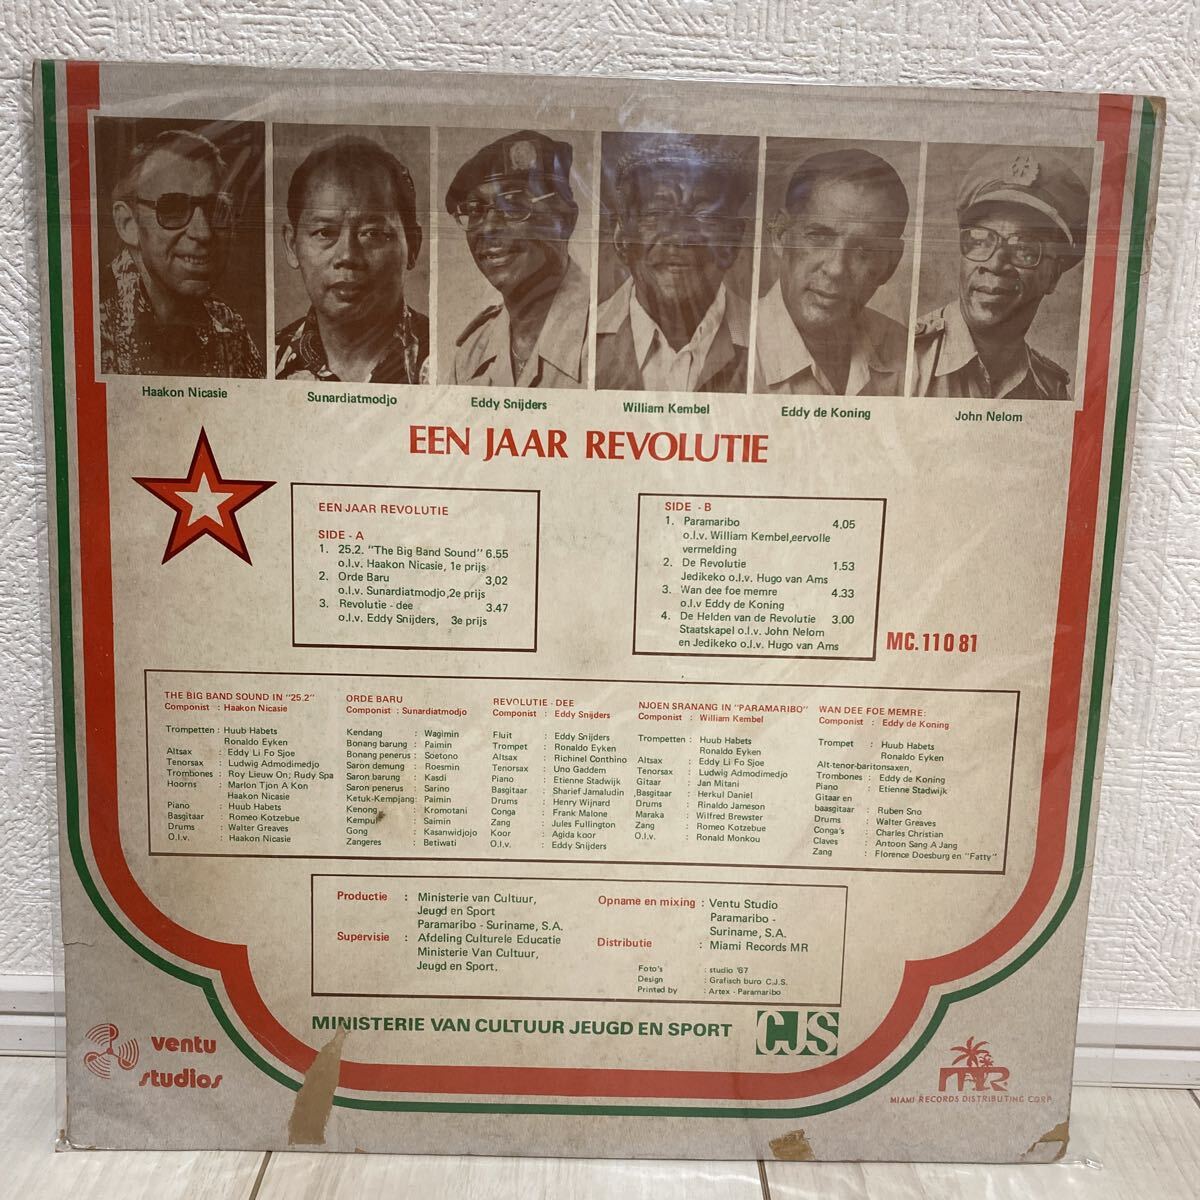 Haakon Nicasie
Sunardiatmodjo
Eddy Snijders
William Kembel
Eddy de Koning
John Nelom
EEN JAAR REVOLUTIE
EEN JAAR REVOLUTIE
SIDE - A
1. 25.2. "The Big Band Sound" 6.55
o.l.v. Haakon Nicasie, 1e prijs
2. Orde Baru 3,02
o.l.v. Sunardiatmodjo,2e prijs
3. Revolutie - dee 3.47
o.l.v. Eddy Snijders, 3e prijs
SIDE - B
1. Paramaribo 4,05
o.l.v. William Kembel,eervolle
vermelding
2. De Revolutie 1.53
Jedikeko o.l.v. Hugo van Ams
3. Wan dee foe memre 4.33
o.l.v Eddy de Koning
4. De Helden van de Revolutie 3.00
Staatskapel o.l.v. John Nelom
en Jedikeko o.l.v. Hugo van Ams
MC. 110 81
THE BIG BAND SOUND IN "25.2"
Componist : Haakon Nicasie
Trompetten : Huub Habets
Ronaldo Eyken
Altsax : Eddy Li Fo Sjoe
Tenorsax : Ludwig Admodimedjo
Trombones : Roy Lieuw On; Rudy Spa
Hoorns : Marlon Tjon A Kon
Haakon Nicasie
Piano : Huub Habets
Basgitaar : Romeo Kotzebue
Drums : Walter Greaves
O.l.v. : Haakon Nicasie
ORDE BARU
Componist : Sunardiatmodjo
Kendang : Wagimin
Bonang barung : Paimin
Bonang penerus : Soetono
Saron demung : Roesmin
Saron barung : Kasdi
Saron penerus : Sarino
Ketuk-Kempjang: Paimin
Kenong : Kromotani
Kempul : Saimin
Gong : Kasanwidjojo
Zangeres : Betiwati
REVOLUTIE - DEE
Componist : Eddy Snijders
Fluit : Eddy Snijders
Trompet : Ronaldo Eyken
Altsax : Richinel Conthino
Tenorsax : Uno Gaddem
Piano : Etienne Stadwijk
Basgitaar : Sharief Jamaludin
Drums : Henry Wijnard
Conga : Frank Malone
Zang : Jules Fullington
Koor : Agida koor
O.l.v. : Eddy Snijders
NJOEN SRANANG IN "PARAMARIBO"
Componist : William Kembel
Trompetten : Huub Habets
Ronaldo Eyken
Altsax : Eddy Li Fo Sjoe
Tenorsax : Ludwig Admodimedjo
Gitaar : Jan Mitani
,Basgitaar : Herkul Daniel
Drums : Rinaldo Jameson
Maraka : Wilfred Brewster
Zang : Romeo Kotzebue
O.l.v. : Ronald Monkou
WAN DEE FOE MEMRE:
Componist : Eddy de Koning
Trompet : Huub Habets
Ronaldo Eyken
Alt-tenor-baritonsaxen,
Trombones : Eddy de Koning
Piano : Etienne Stadwijk
Gitaar en
baasgitaar : Ruben Sno
Drums : Walter Greaves
Conga's : Charles Christian
Claves : Antoon Sang A Jang
Zang : Florence Doesburg en "Fatty"
Productie : Ministerie van Cultuur,
Jeugd en Sport
Paramaribo - Suriname, S.A.
Supervisie : Afdeling Culturele Educatie
Ministerie Van Cultuur,
Jeugd en Sport.
Opname en mixing : Ventu Studio
Paramaribo -
Suriname, S.A.
Distributie : Miami Records MR
Foto's : studio '67
Design : Grafisch buro C.J.S.
Printed by : Artex - Paramaribo
MINISTERIE VAN CULTUUR JEUGD EN SPORT
CJS
ventu
studios
MR
MIAMI RECORDS DISTRIBUTING CORP